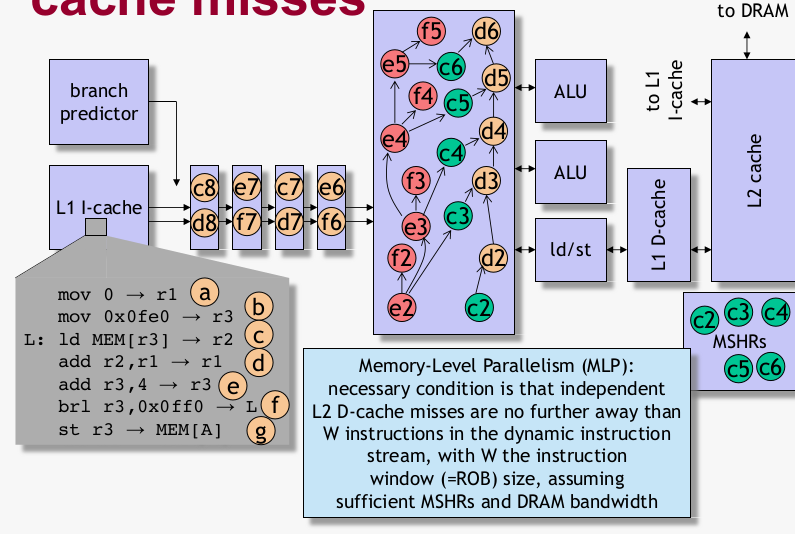 cache misses
to DRAM
branch
predictor
L1 I-cache
c8
d8
e7
f7
c7
d7
e6
f6
f5
d6
e5
c6
d5
f4
c5
e4
c4
d4
f3
d3
e3
c3
f2
d2
e2
c2
ALU
ALU
ld/st
L1 D-cache
to L1
I-cache
L2 cache
c2
c3
c4
MSHRs
c5
c6
mov 0 → r1 a
mov 0x0fe0 → r3 b
L: ld MEM[r3] → r2 c
add r2,r1 → r1 d
add r3,4 → r3 e
brl r3,0x0ff0 → L f
st r3 → MEM[A] g
Memory-Level Parallelism (MLP):
necessary condition is that independent
L2 D-cache misses are no further away than
W instructions in the dynamic instruction
stream, with W the instruction
window (=ROB) size, assuming
sufficient MSHRs and DRAM bandwidth